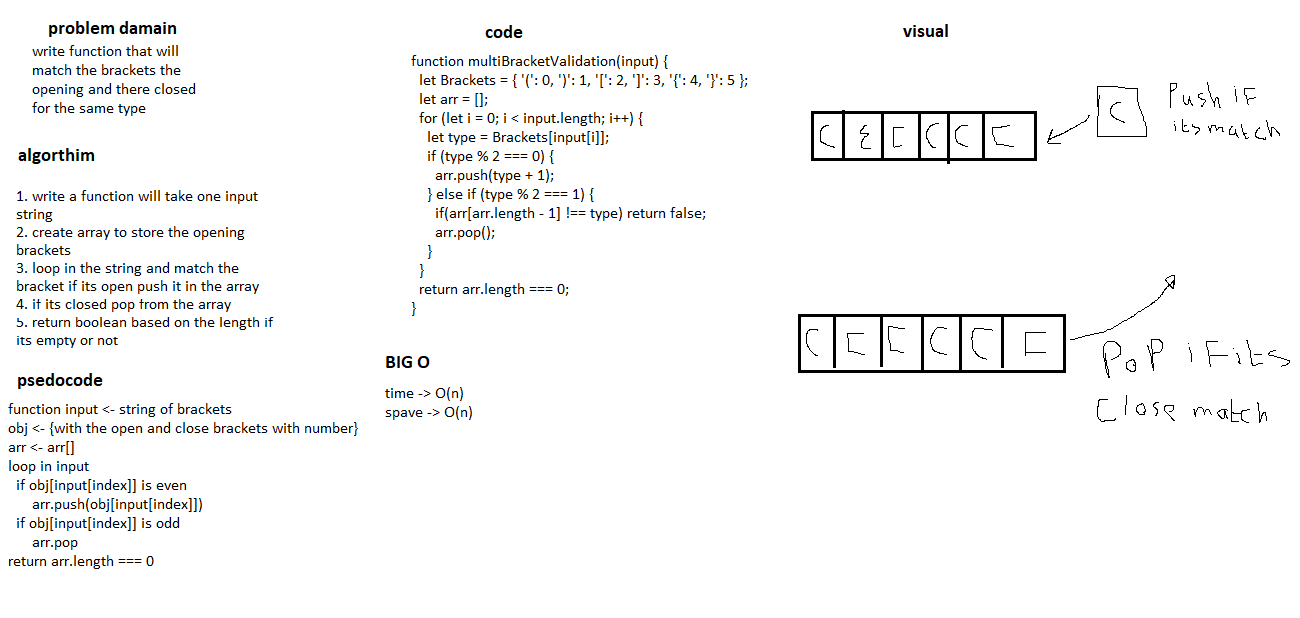 problem damain
write function that will
match the brackets the
opening and there closed
for the same type
algorthim
1. write a function will take one input
string
2. create array to store the opening
brackets
3. loop in the string and match the
bracket if its open push it in the array
4. if its closed pop from the array
5. return boolean based on the length if
its empty or not
psedocode
function input <- string of brackets
obj <- {with the open and close brackets with number}
arr <- arr[]
loop in input
if obj[input[index]] is even
arr.push(obj[input[index]])
if obj[input[index]] is odd
arr.pop
return arr.length === 0
code
function multiBracketValidation(input) {
let Brackets = { '(': 0, ')': 1, '[': 2, ']': 3, '{': 4, '}': 5 };
let arr = [];
for (let i = 0; i < input.length; i++) {
let type = Brackets[input[i]];
if (type % 2 === 0) {
arr.push(type + 1);
} else if (type % 2 === 1) {
if(arr[arr.length - 1] !== type) return false;
arr.pop();
}
}
return arr.length === 0;
}
BIG O
time -> O(n)
spave -> O(n)
visual
( { [ ( ( [
(
Push iF
its match
( [ [ ( ( [
PoP iF its
Close match